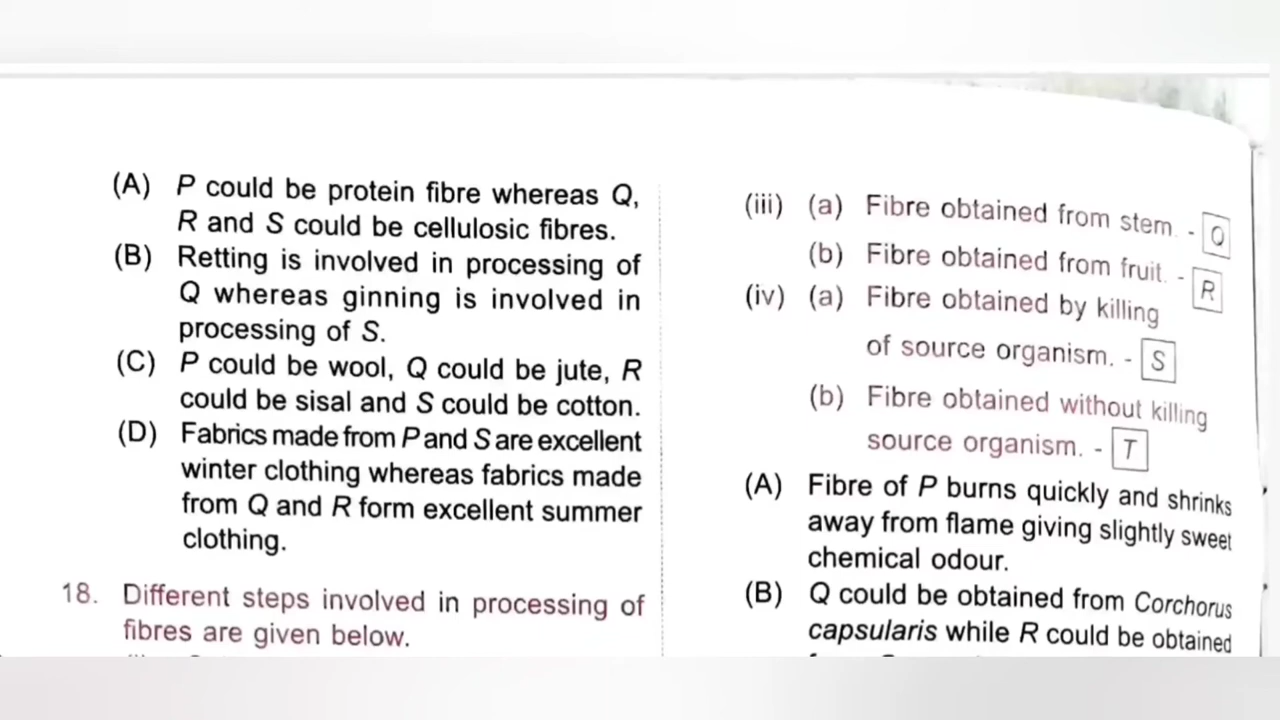 (A) P could be protein fibre whereas Q,
R and S could be cellulosic fibres.
(B) Retting is involved in processing of
Q whereas ginning is involved in
processing of S.
(C) P could be wool, Q could be jute, R
could be sisal and S could be cotton.
(D) Fabrics made from P and S are excellent
winter clothing whereas fabrics made
from Q and R form excellent summer
clothing.
18. Different steps involved in processing of
fibres are given below.
(iii) (a) Fibre obtained from stem. - Q
(b) Fibre obtained from fruit. - R
(iv) (a) Fibre obtained by killing
of source organism. - S
(b) Fibre obtained without killing
source organism. - T
(A) Fibre of P burns quickly and shrinks
away from flame giving slightly sweet
chemical odour.
(B) Q could be obtained from Corchorus
capsularis while R could be obtained